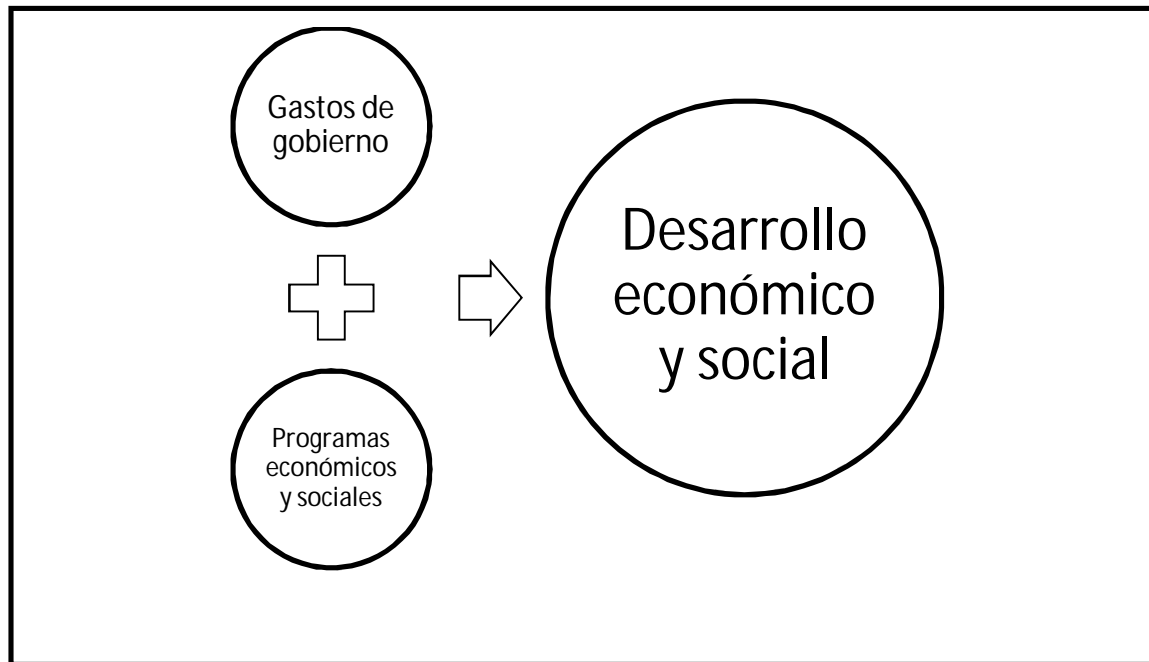 Gastos de
gobierno
Programas
económicos
y sociales
Desarrollo
económico
y social